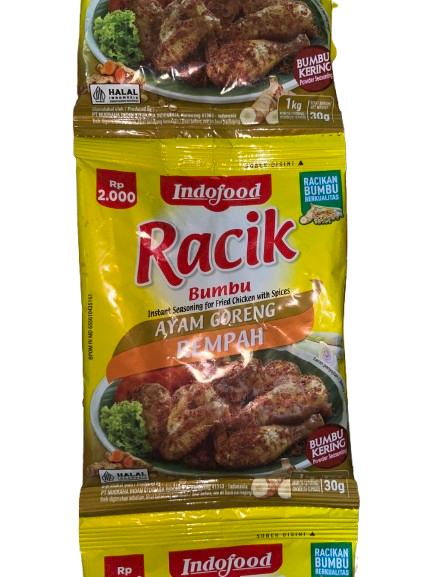 HALAL
INDONESIA
BUMBU
KERING
Powder Seasoning
1kg
30g
SOBEK DISINI ▲
Rp
2.000
Indofood
RACIKAN
BUMBU
BERKUALITAS
Racik
Bumbu
Instant Seasoning for Fried Chicken with Spices
AYAM GORENG
REMPAH
HALAL
INDONESIA
BUMBU
KERING
Powder Seasoning
30g
SOBEK DISINI ▲
Rp
Indofood
RACIKAN
BUMBU
BERKUALITAS